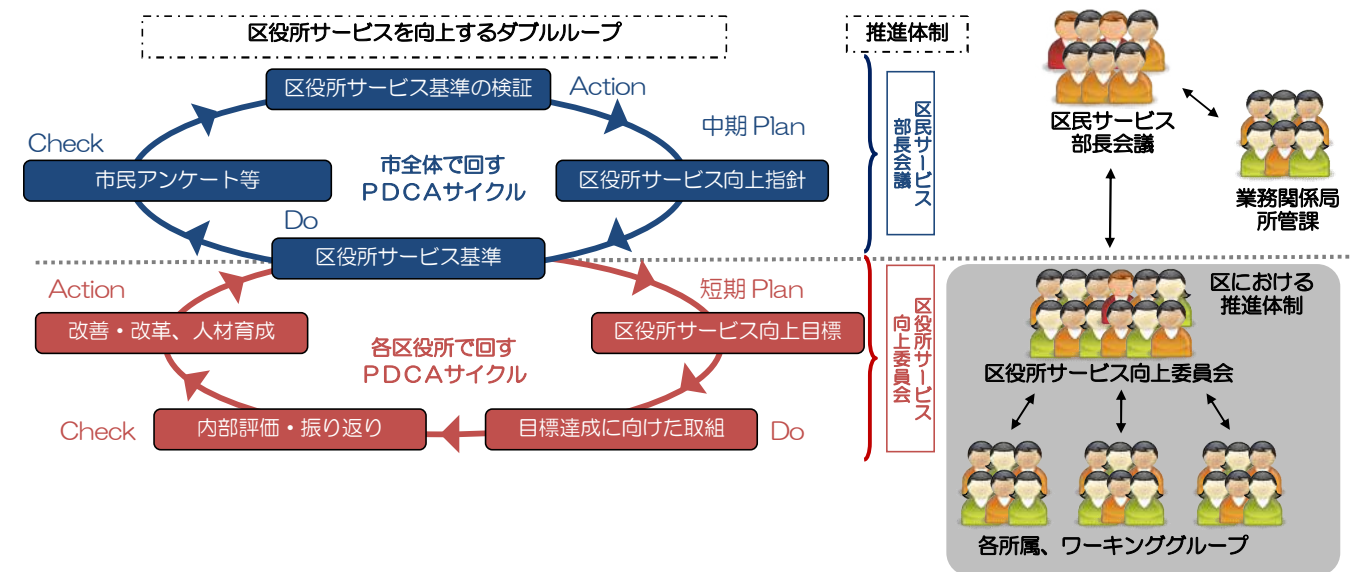 区役所サービスを向上するダブルループ
推進体制
区役所サービス基準の検証
Action
中期 Plan
Check
市民アンケート等
市全体で回す
PDCAサイクル
区役所サービス向上指針
Do
区役所サービス基準
Action
短期 Plan
改善・改革、人材育成
各区役所で回す
PDCAサイクル
区役所サービス向上目標
Check
内部評価・振り返り
目標達成に向けた取組
Do
区民サービス
部長会議
区役所サービス
向上委員会
区民サービス
部長会議
業務関係局
所管課
区における
推進体制
区役所サービス向上委員会
各所属、ワーキンググループ